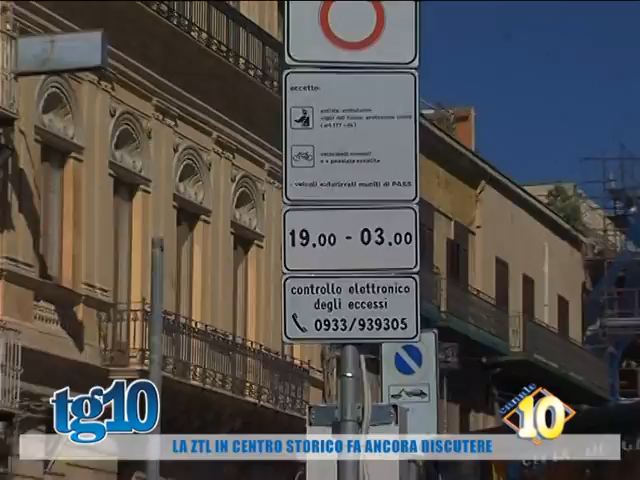 eccetto:
- veicoli autorizzati muniti di PASS
19.00 - 03.00
controllo elettronico
degli eccessi
0933/939305
tg10
canale
10
LA ZTL IN CENTRO STORICO FA ANCORA DISCUTERE